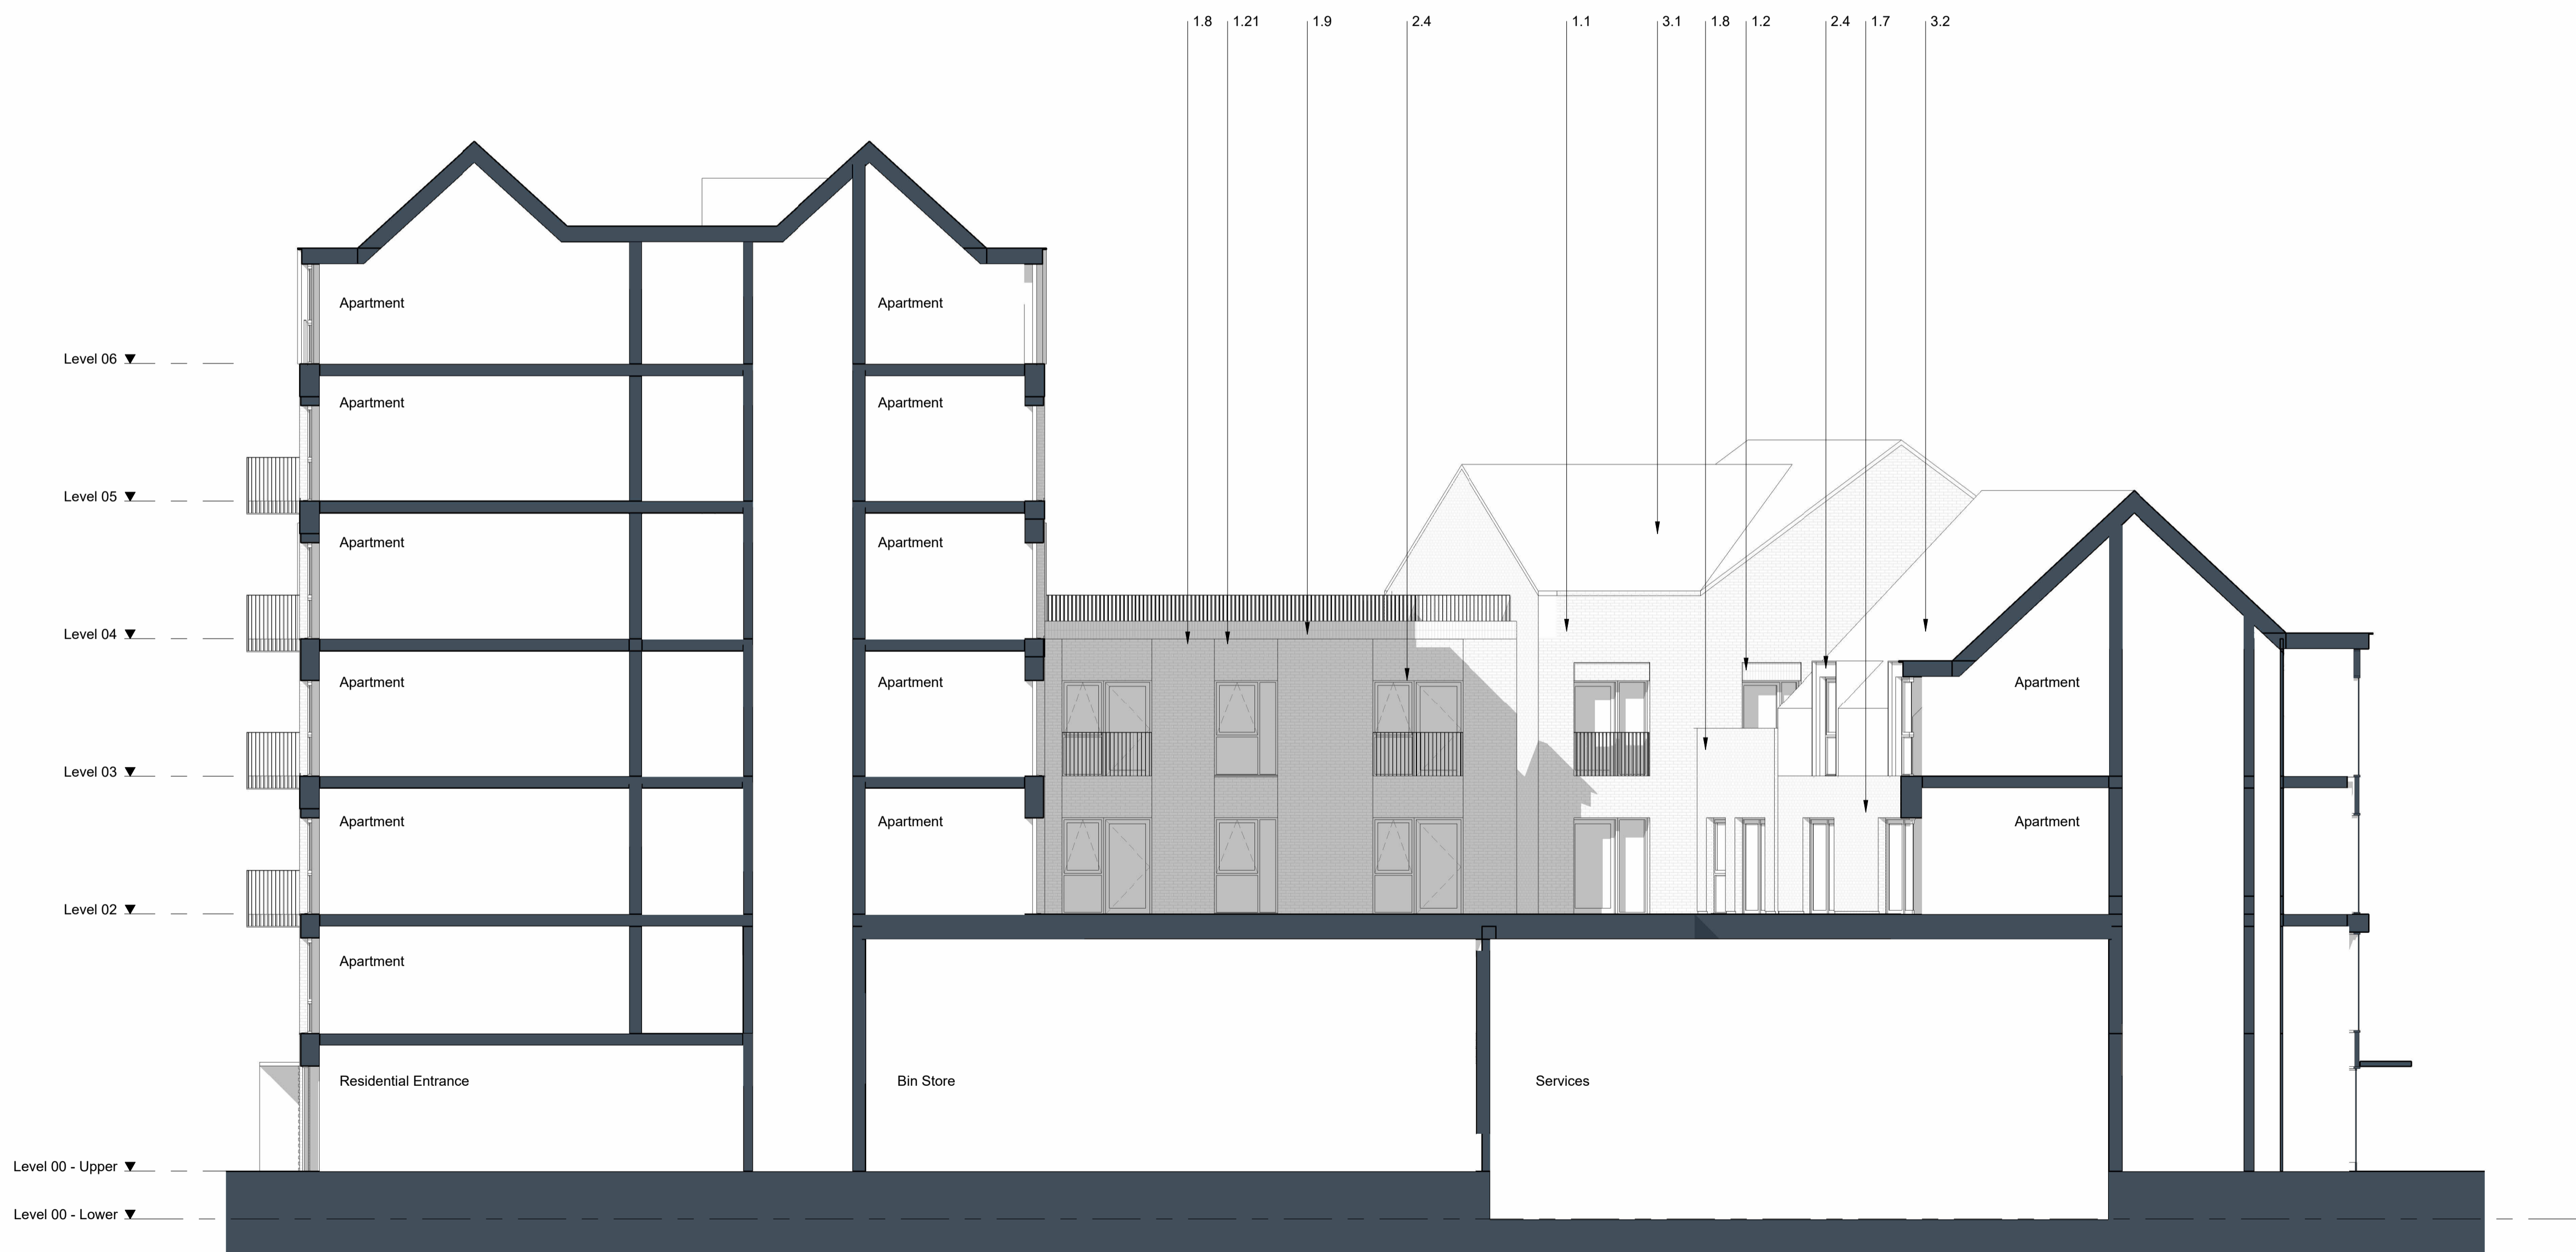 1.8
1.21
1.9
2.4
1.1
3.1
1.8
1.2
2.4
1.7
3.2
Apartment
Apartment
Level 06
Apartment
Apartment
Level 05
Apartment
Apartment
Level 04
Apartment
Apartment
Apartment
Level 03
Apartment
Apartment
Apartment
Level 02
Apartment
Residential Entrance
Bin Store
Services
Level 00 - Upper
Level 00 - Lower